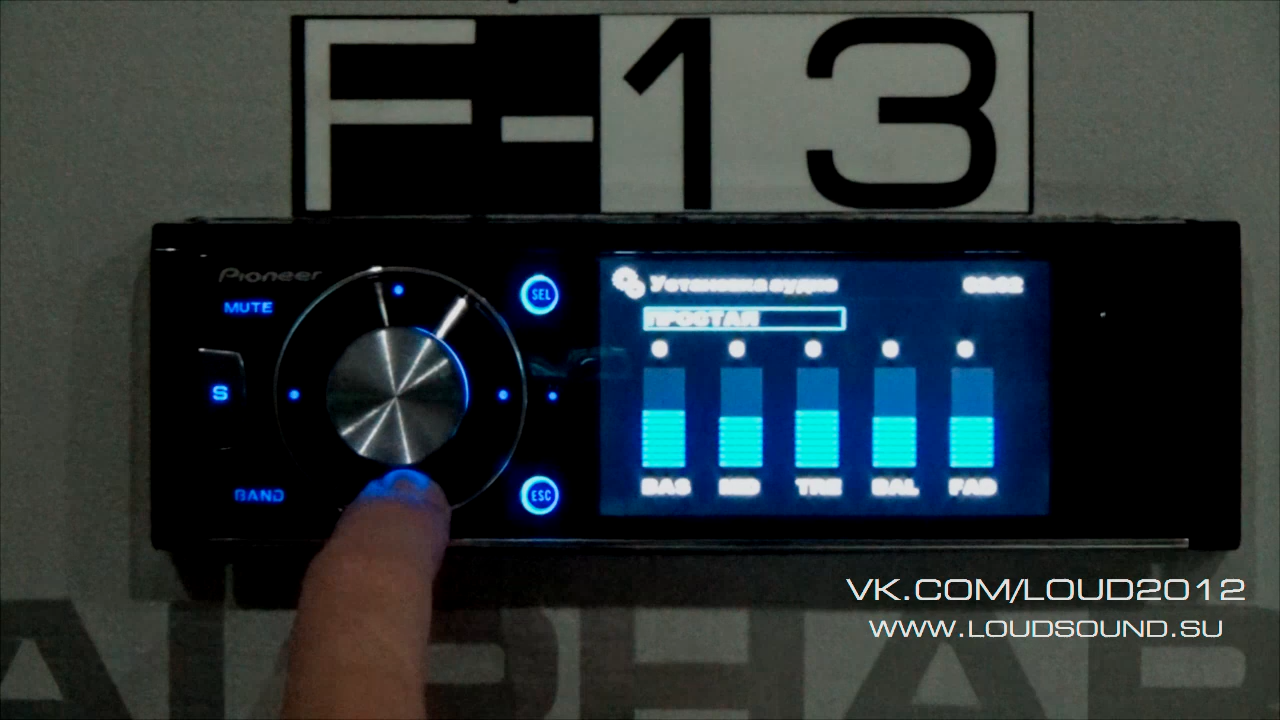 F-13
Pioneer
MUTE
SEL
Установка аудио
ПРОСТАЯ
S
BAS MID TRE BAL FAD
BAND
ESC
VK.COM/LOUD2012
WWW.LOUDSOUND.SU